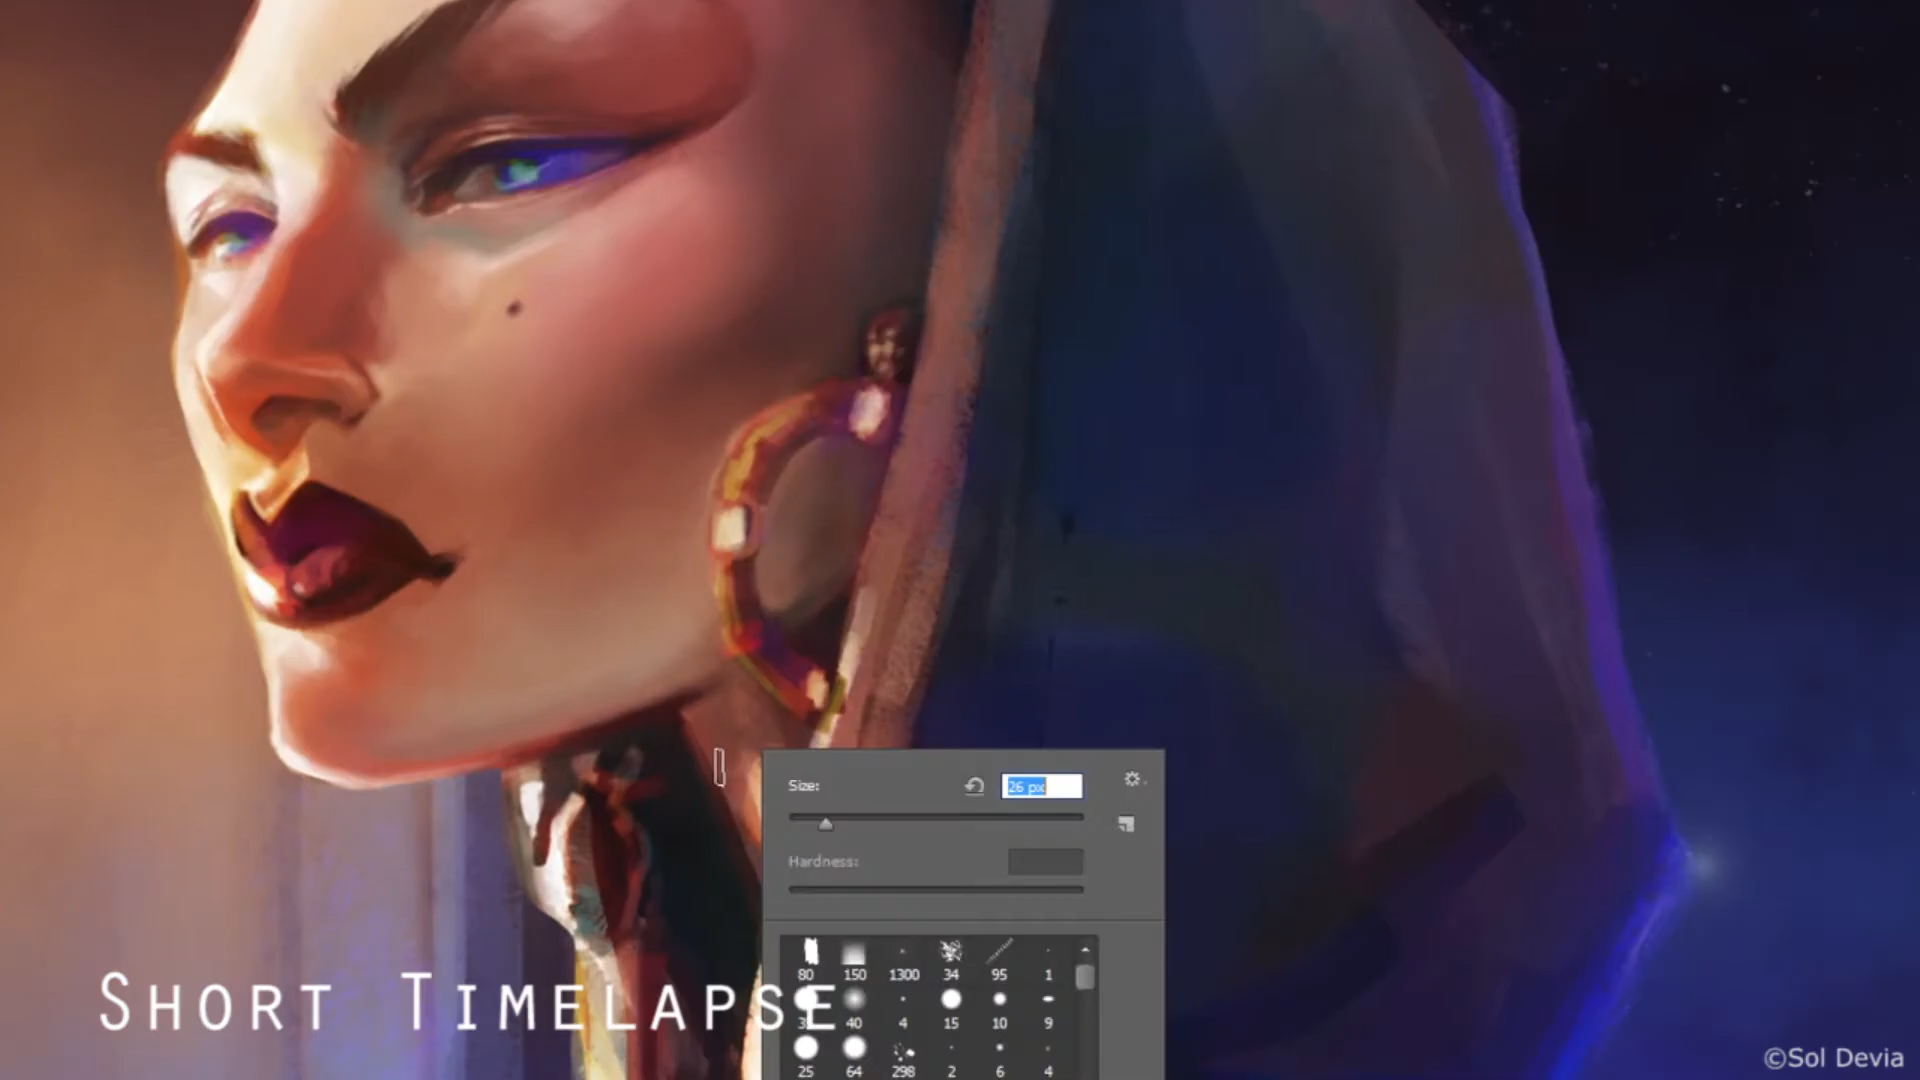 Size:
26 px
Hardness:
80 150 1300 34 95 1
40 4 15 10 9
25 64 298 2 6 4
Short Timelapse
©Sol Devia